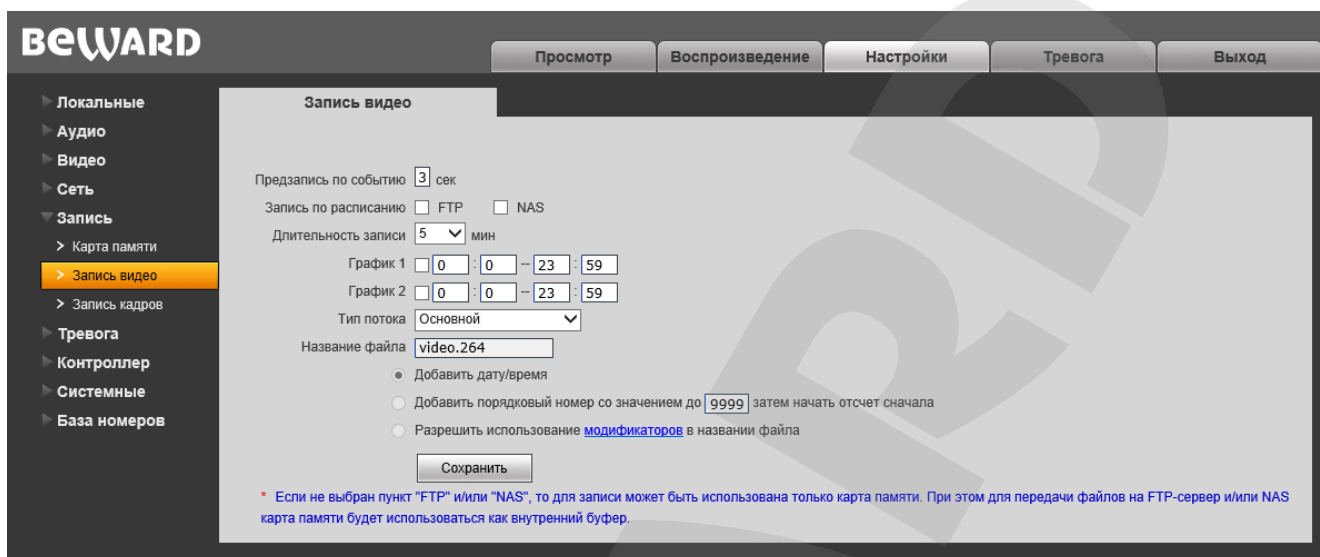 BEWARD
Просмотр Воспроизведение Настройки Тревога Выход
Локальные
Аудио
Видео
Сеть
Запись
> Карта памяти
> Запись видео
> Запись кадров
Тревога
Контроллер
Системные
База номеров
Запись видео
Предзапись по событию 3 сек
Запись по расписанию FTP NAS
Длительность записи 5 мин
График 1 0 : 0 -- 23 : 59
График 2 0 : 0 -- 23 : 59
Тип потока Основной
Название файла video.264
Добавить дату/время
Добавить порядковый номер со значением до 9999 затем начать отсчет сначала
Разрешить использование модификаторов в названии файла
Сохранить
* Если не выбран пункт "FTP" и/или "NAS", то для записи может быть использована только карта памяти. При этом для передачи файлов на FTP-сервер и/или NAS
карта памяти будет использоваться как внутренний буфер.